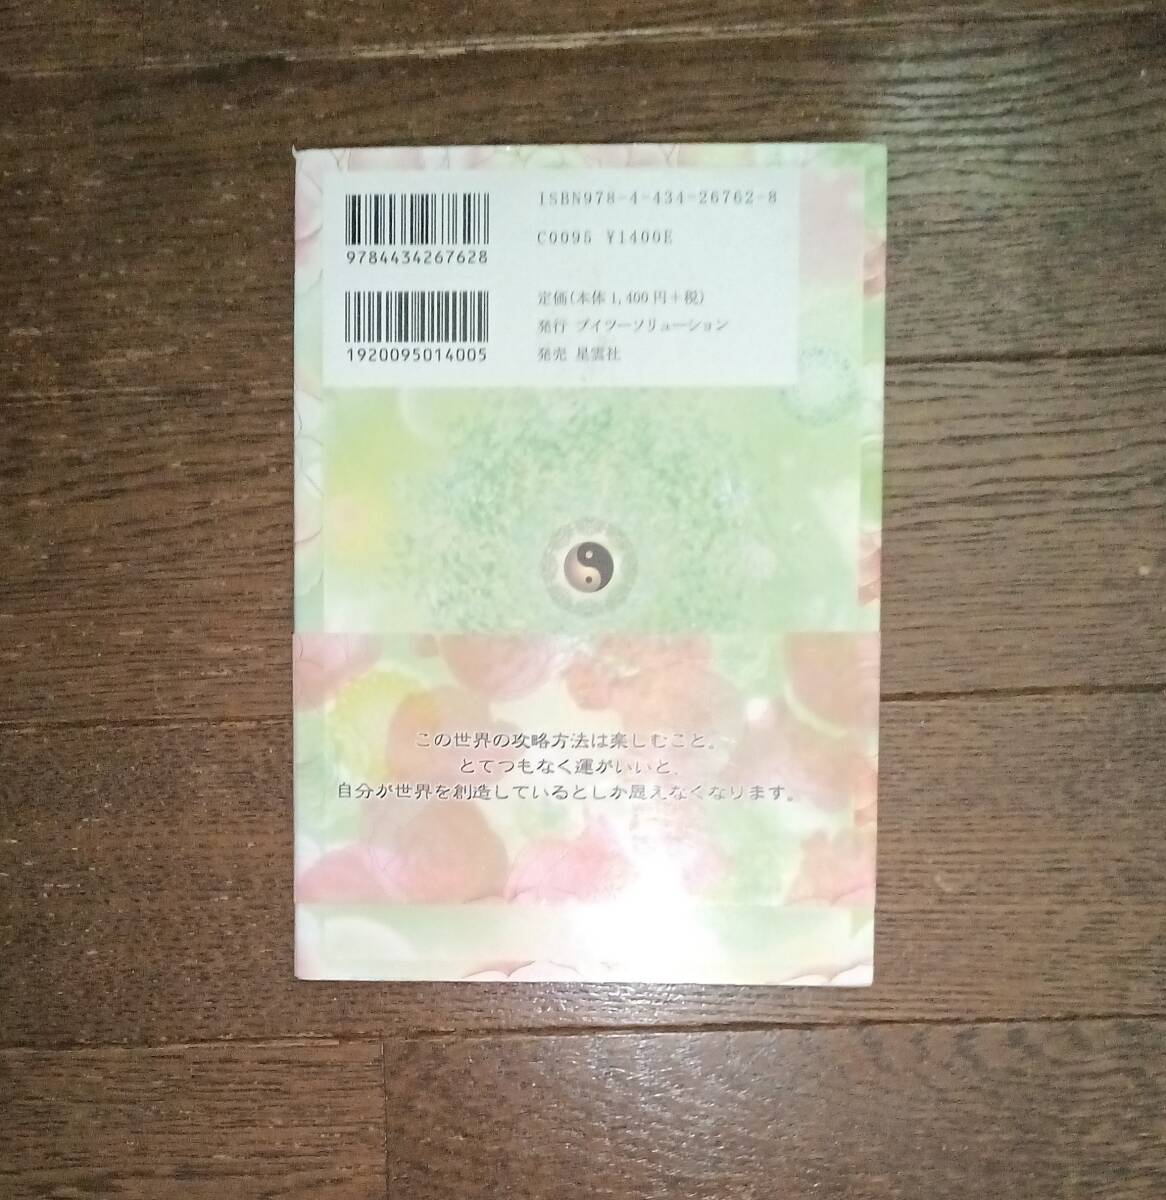 ISBN978-4-434-26762-8
C0095 ¥1400E
9784434267628
1920095014005
定価(本体1,400円+税)
発行 ブイツーソリューション
発売 星雲社
この世界の攻略方法は楽しむこと。
とてつもなく運がいいと、
自分が世界を創造しているとしか思えなくなります。